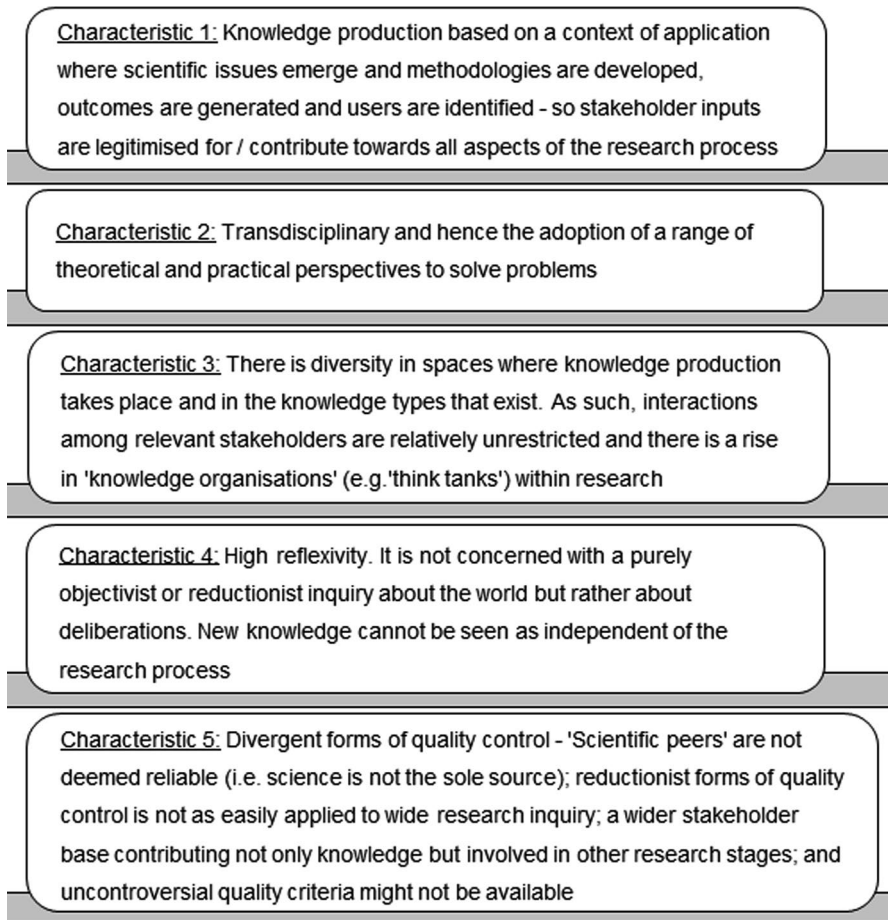 Characteristic 1: Knowledge production based on a context of application
where scientific issues emerge and methodologies are developed,
outcomes are generated and users are identified - so stakeholder inputs
are legitimised for / contribute towards all aspects of the research process
Characteristic 2: Transdisciplinary and hence the adoption of a range of
theoretical and practical perspectives to solve problems
Characteristic 3: There is diversity in spaces where knowledge production
takes place and in the knowledge types that exist. As such, interactions
among relevant stakeholders are relatively unrestricted and there is a rise
in 'knowledge organisations' (e.g.'think tanks') within research
Characteristic 4: High reflexivity. It is not concerned with a purely
objectivist or reductionist inquiry about the world but rather about
deliberations. New knowledge cannot be seen as independent of the
research process
Characteristic 5: Divergent forms of quality control - 'Scientific peers' are not
deemed reliable (i.e. science is not the sole source); reductionist forms of quality
control is not as easily applied to wide research inquiry; a wider stakeholder
base contributing not only knowledge but involved in other research stages; and
uncontroversial quality criteria might not be available